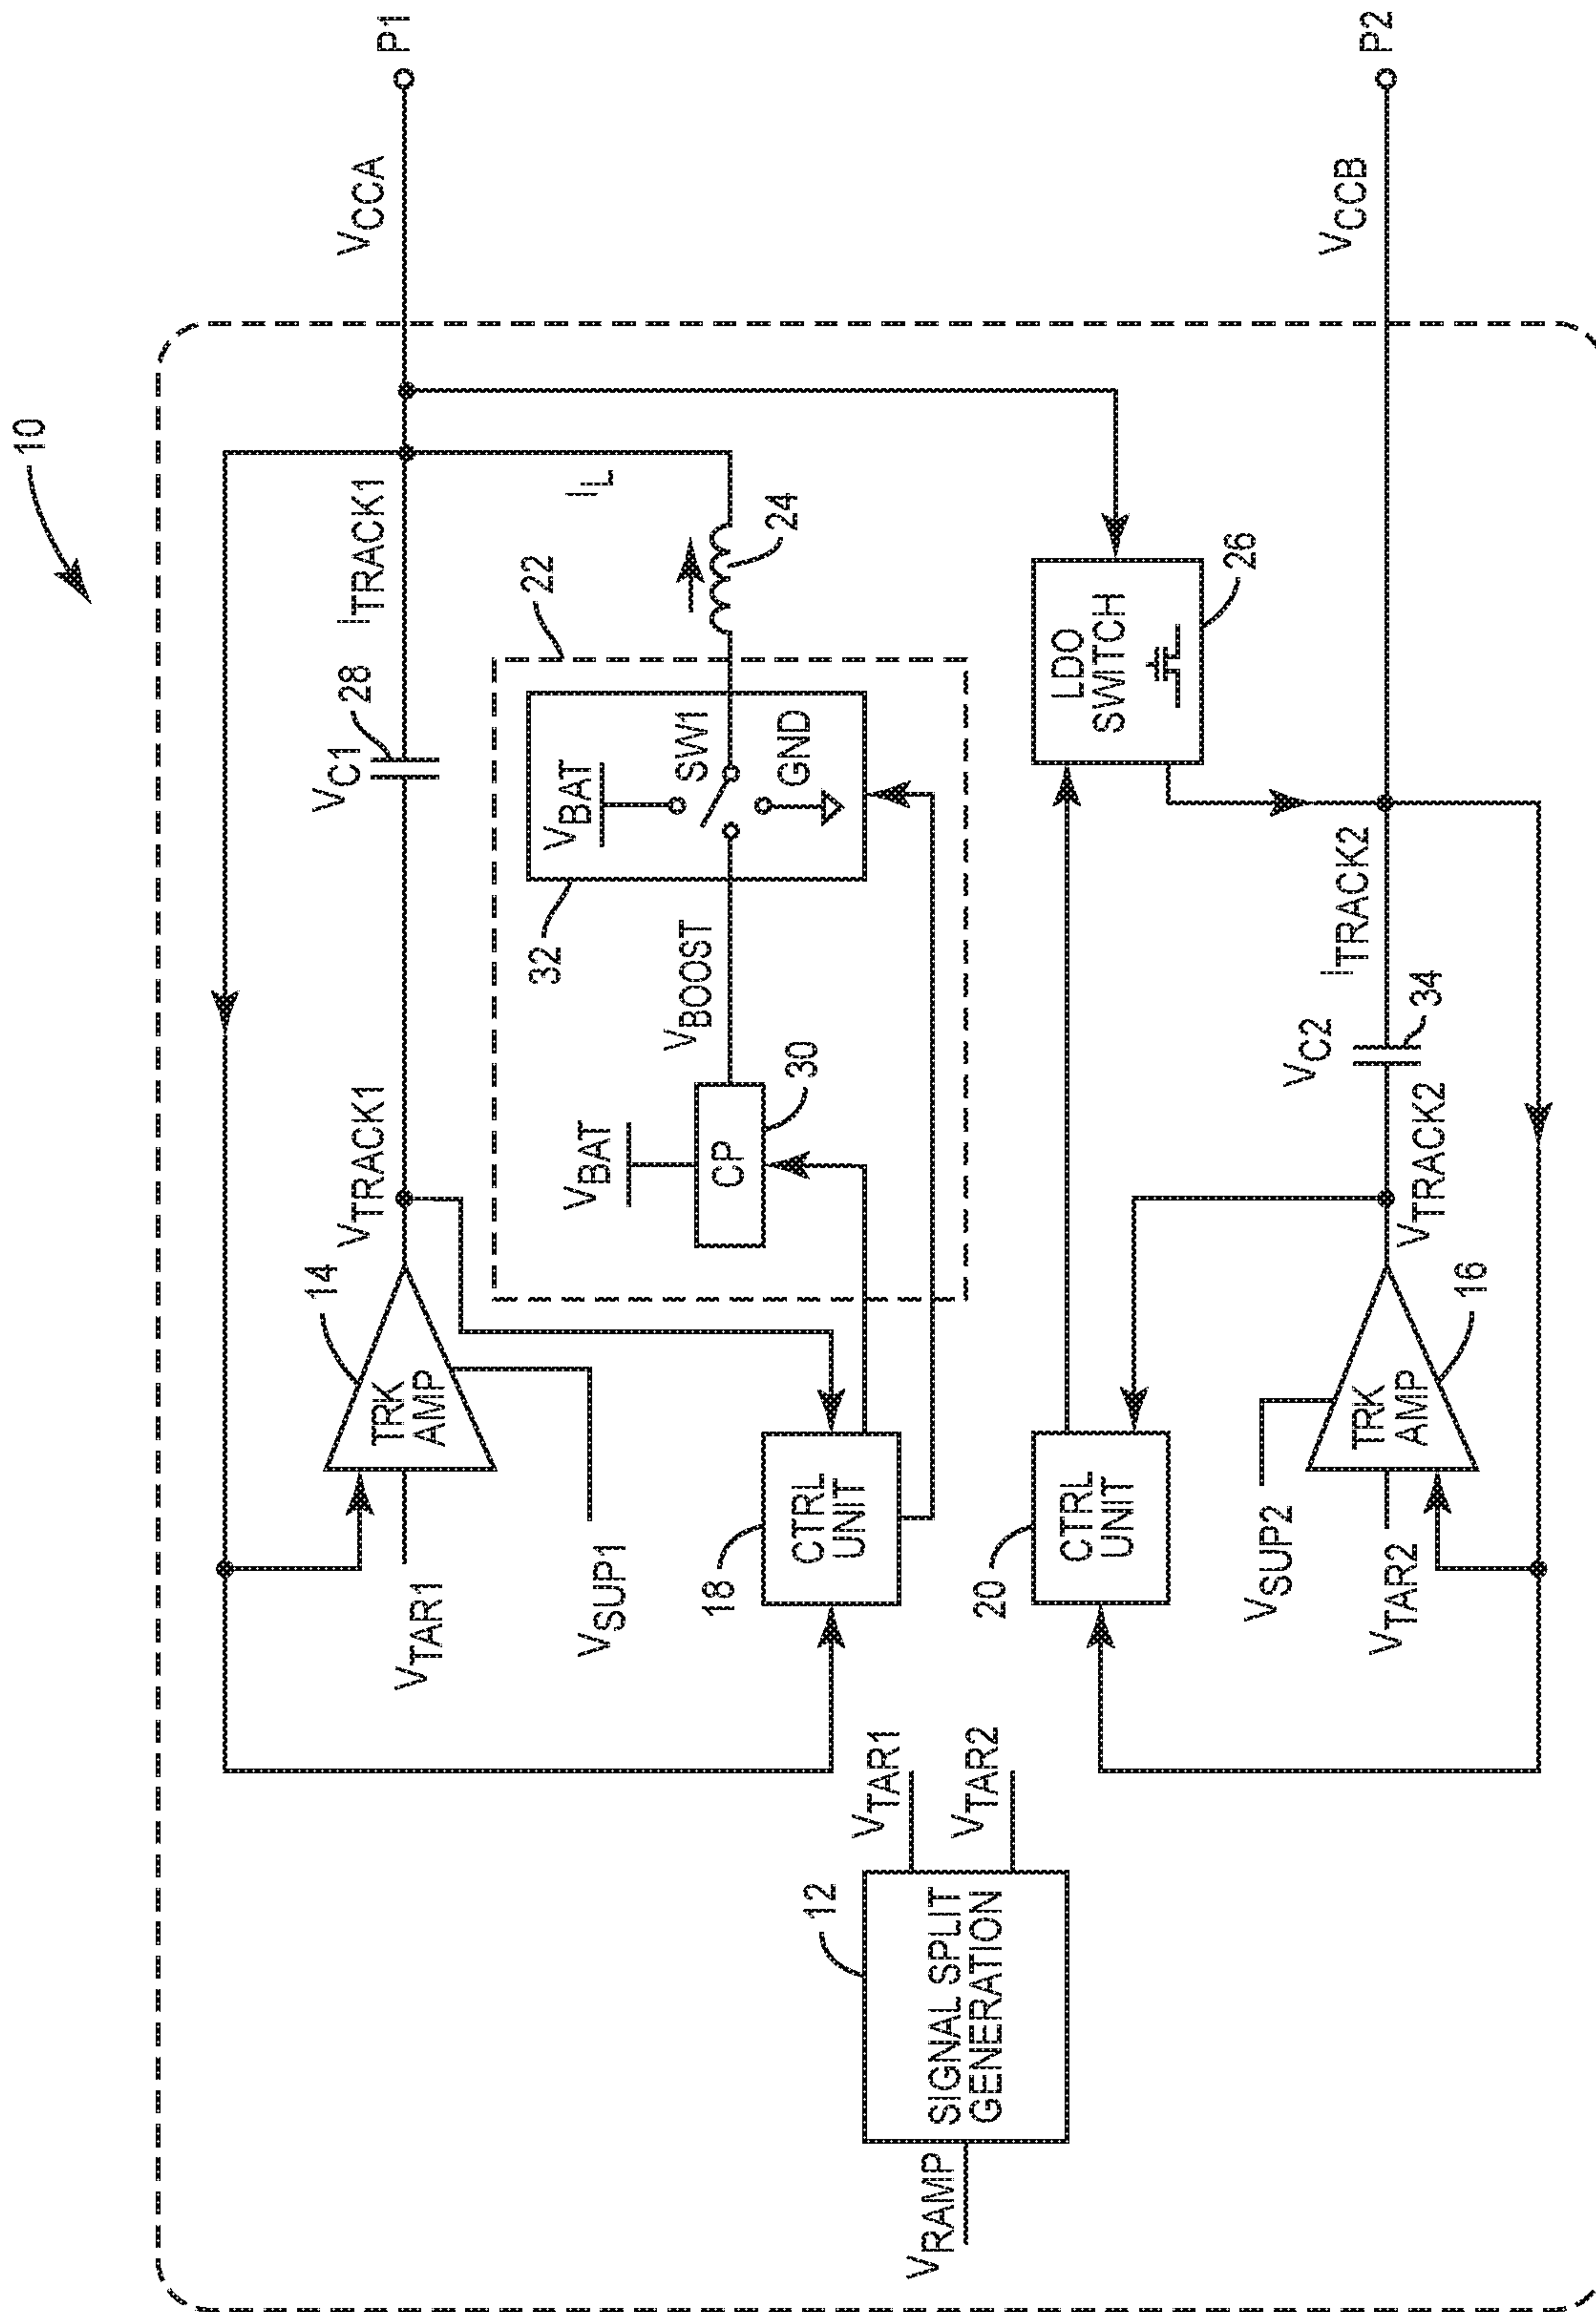 10
P1
VCCA
ITRACK1
28
VC1
VTRACK1
14
TRK
AMP
VTAR1
VSUP1
IL
24
22
VBAT
SW1
GND
32
VBOOST
VBAT
CP
30
18
CTRL
UNIT
LDO
SWITCH
26
20
CTRL
UNIT
VTAR1
VTAR2
12
SIGNAL SPLIT
GENERATION
VRAMP
P2
VCCB
ITRACK2
34
VC2
VTRACK2
16
TRK
AMP
VSUP2
VTAR2